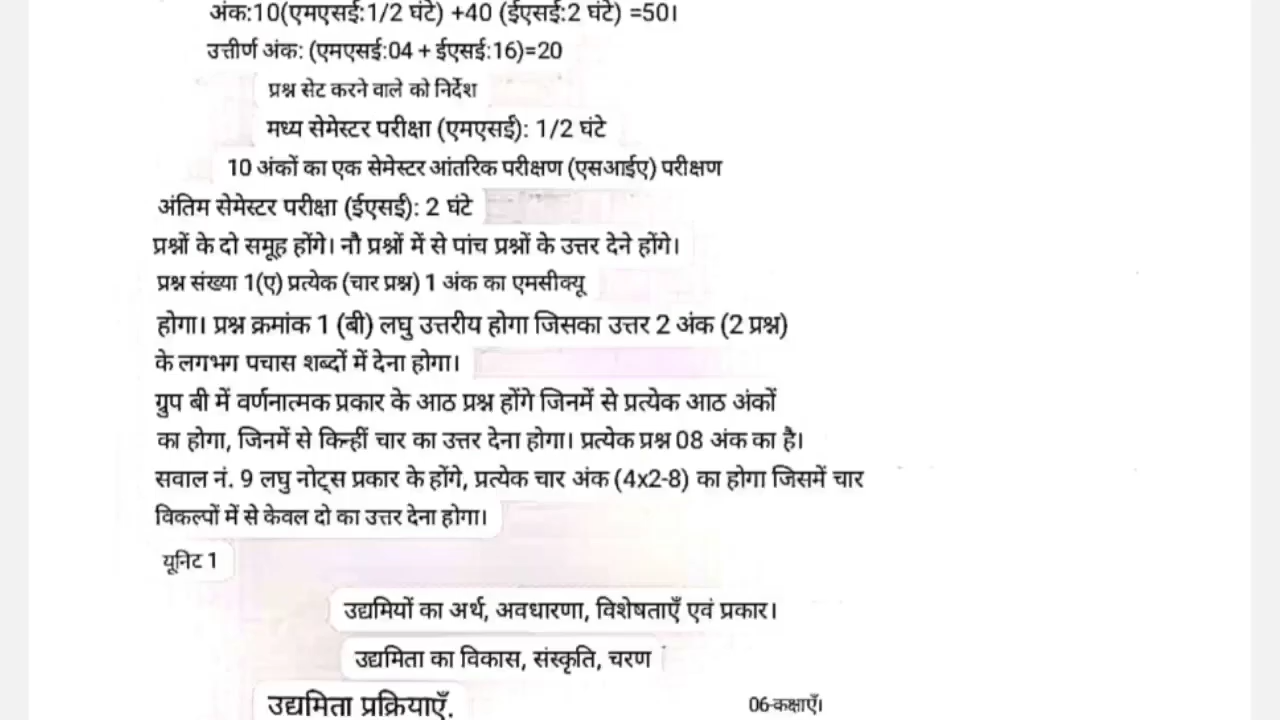 अंक:10(एमएसई:1/2 घंटे) +40 (ईएसई:2 घंटे) =50।
उत्तीर्ण अंक: (एमएसई:04 + ईएसई:16)=20
प्रश्न सेट करने वाले को निर्देश
मध्य सेमेस्टर परीक्षा (एमएसई): 1/2 घंटे
10 अंकों का एक सेमेस्टर आंतरिक परीक्षण (एसआईए) परीक्षण
अंतिम सेमेस्टर परीक्षा (ईएसई): 2 घंटे
प्रश्नों के दो समूह होंगे। नौ प्रश्नों में से पांच प्रश्नों के उत्तर देने होंगे।
प्रश्न संख्या 1(ए) प्रत्येक (चार प्रश्न) 1 अंक का एमसीक्यू
होगा। प्रश्न क्रमांक 1 (बी) लघु उत्तरीय होगा जिसका उत्तर 2 अंक (2 प्रश्न)
के लगभग पचास शब्दों में देना होगा।
ग्रुप बी में वर्णनात्मक प्रकार के आठ प्रश्न होंगे जिनमें से प्रत्येक आठ अंकों
का होगा, जिनमें से किन्हीं चार का उत्तर देना होगा। प्रत्येक प्रश्न 08 अंक का है।
सवाल नं. 9 लघु नोट्स प्रकार के होंगे, प्रत्येक चार अंक (4x2-8) का होगा जिसमें चार
विकल्पों में से केवल दो का उत्तर देना होगा।
यूनिट 1
उद्यमियों का अर्थ, अवधारणा, विशेषताएँ एवं प्रकार।
उद्यमिता का विकास, संस्कृति, चरण
उद्यमिता प्रक्रियाएँ.
06-कक्षाएँ।